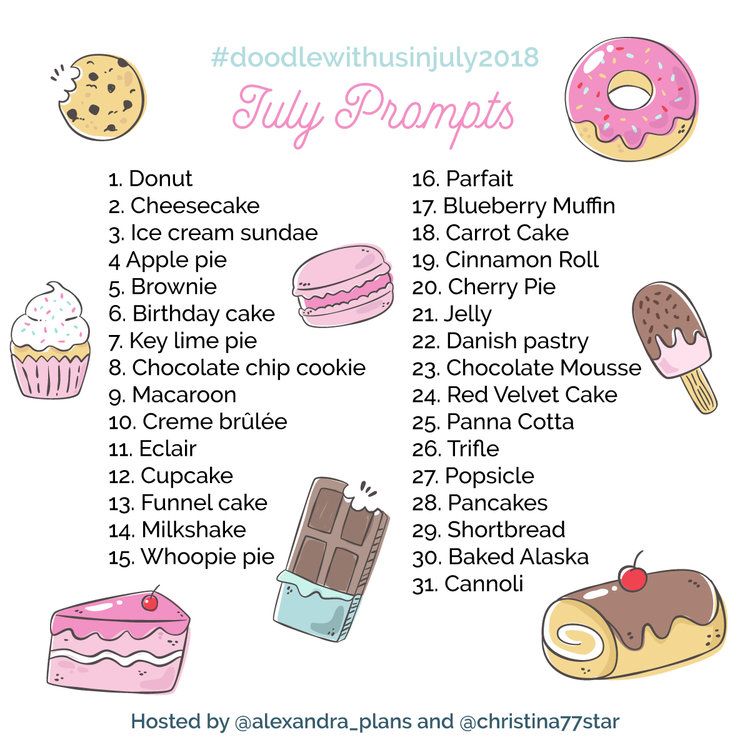 #doodlewithusinjuly2018
July Prompts
1. Donut
2. Cheesecake
3. Ice cream sundae
4 Apple pie
5. Brownie
6. Birthday cake
7. Key lime pie
8. Chocolate chip cookie
9. Macaroon
10. Creme brûlée
11. Eclair
12. Cupcake
13. Funnel cake
14. Milkshake
15. Whoopie pie
16. Parfait
17. Blueberry Muffin
18. Carrot Cake
19. Cinnamon Roll
20. Cherry Pie
21. Jelly
22. Danish pastry
23. Chocolate Mousse
24. Red Velvet Cake
25. Panna Cotta
26. Trifle
27. Popsicle
28. Pancakes
29. Shortbread
30. Baked Alaska
31. Cannoli
Hosted by @alexandra_plans and @christina77star